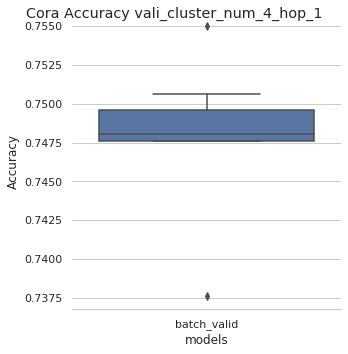 Cora Accuracy vali_cluster_num_4_hop_1
0.7550
0.7525
0.7500
0.7475
0.7450
0.7425
0.7400
0.7375
Accuracy
batch_valid
models